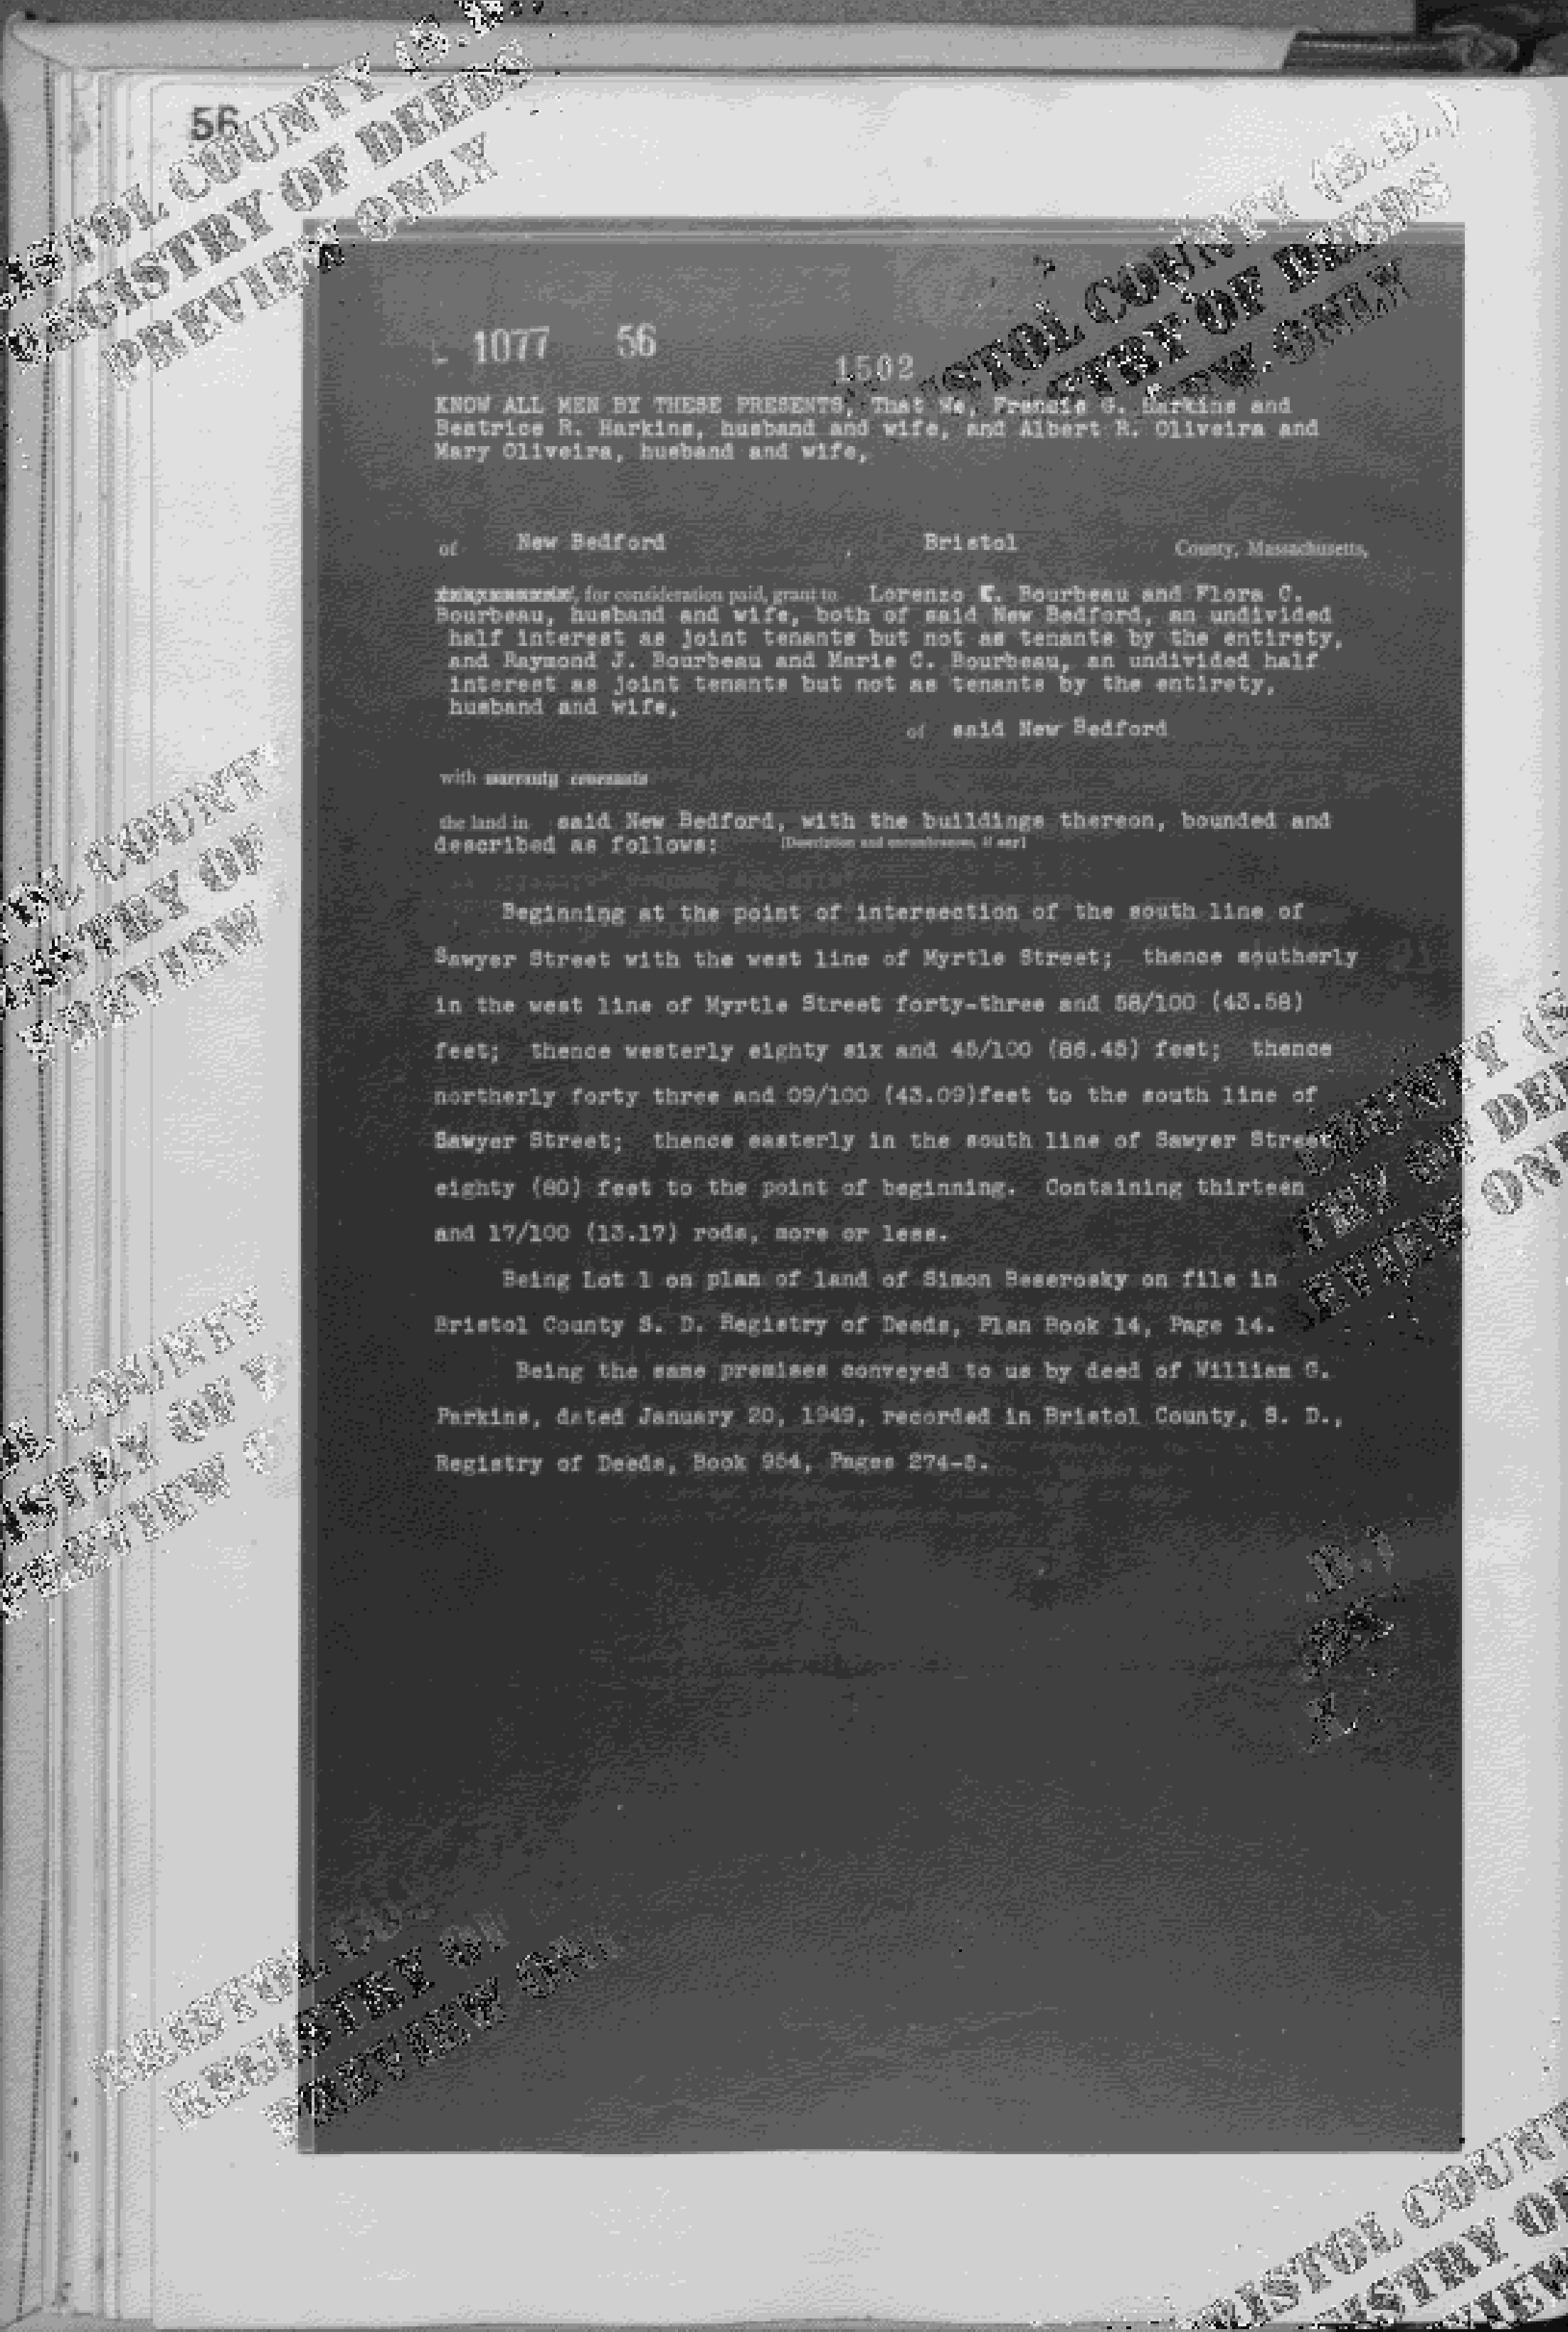 56
1077 56
1502
KNOW ALL MEN BY THESE PRESENTS, That We, Francis G. Harkins and
Beatrice R. Harkins, husband and wife, and Albert R. Oliveira and
Mary Oliveira, husband and wife,
of New Bedford , Bristol County, Massachusetts,
for consideration paid, grant to Lorenzo C. Bourbeau and Flora C.
Bourbeau, husband and wife, both of said New Bedford, an undivided
half interest as joint tenants but not as tenants by the entirety,
and Raymond J. Bourbeau and Marie C. Bourbeau, an undivided half
interest as joint tenants but not as tenants by the entirety,
husband and wife,
of said New Bedford
with warranty covenants
the land in said New Bedford, with the buildings thereon, bounded and
described as follows: [Description and encumbrances, if any]
Beginning at the point of intersection of the south line of
Sawyer Street with the west line of Myrtle Street; thence southerly
in the west line of Myrtle Street forty-three and 58/100 (43.58)
feet; thence westerly eighty six and 45/100 (86.45) feet; thence
northerly forty three and 09/100 (43.09)feet to the south line of
Sawyer Street; thence easterly in the south line of Sawyer Street
eighty (80) feet to the point of beginning. Containing thirteen
and 17/100 (13.17) rods, more or less.
Being Lot 1 on plan of land of Simon Beserosky on file in
Bristol County S. D. Registry of Deeds, Plan Book 14, Page 14.
Being the same premises conveyed to us by deed of William G.
Perkins, dated January 20, 1949, recorded in Bristol County, S. D.,
Registry of Deeds, Book 954, Pages 274-5.